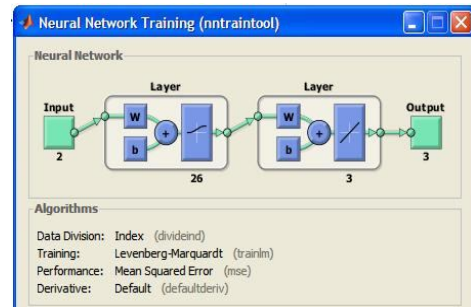 Neural Network Training (nntraintool)
Neural Network
Layer Layer
Input Output
W W
+ +
b b
2 3
26 3
Algorithms
Data Division: Index (divideind)
Training: Levenberg-Marquardt (trainlm)
Performance: Mean Squared Error (mse)
Derivative: Default (defaultderiv)